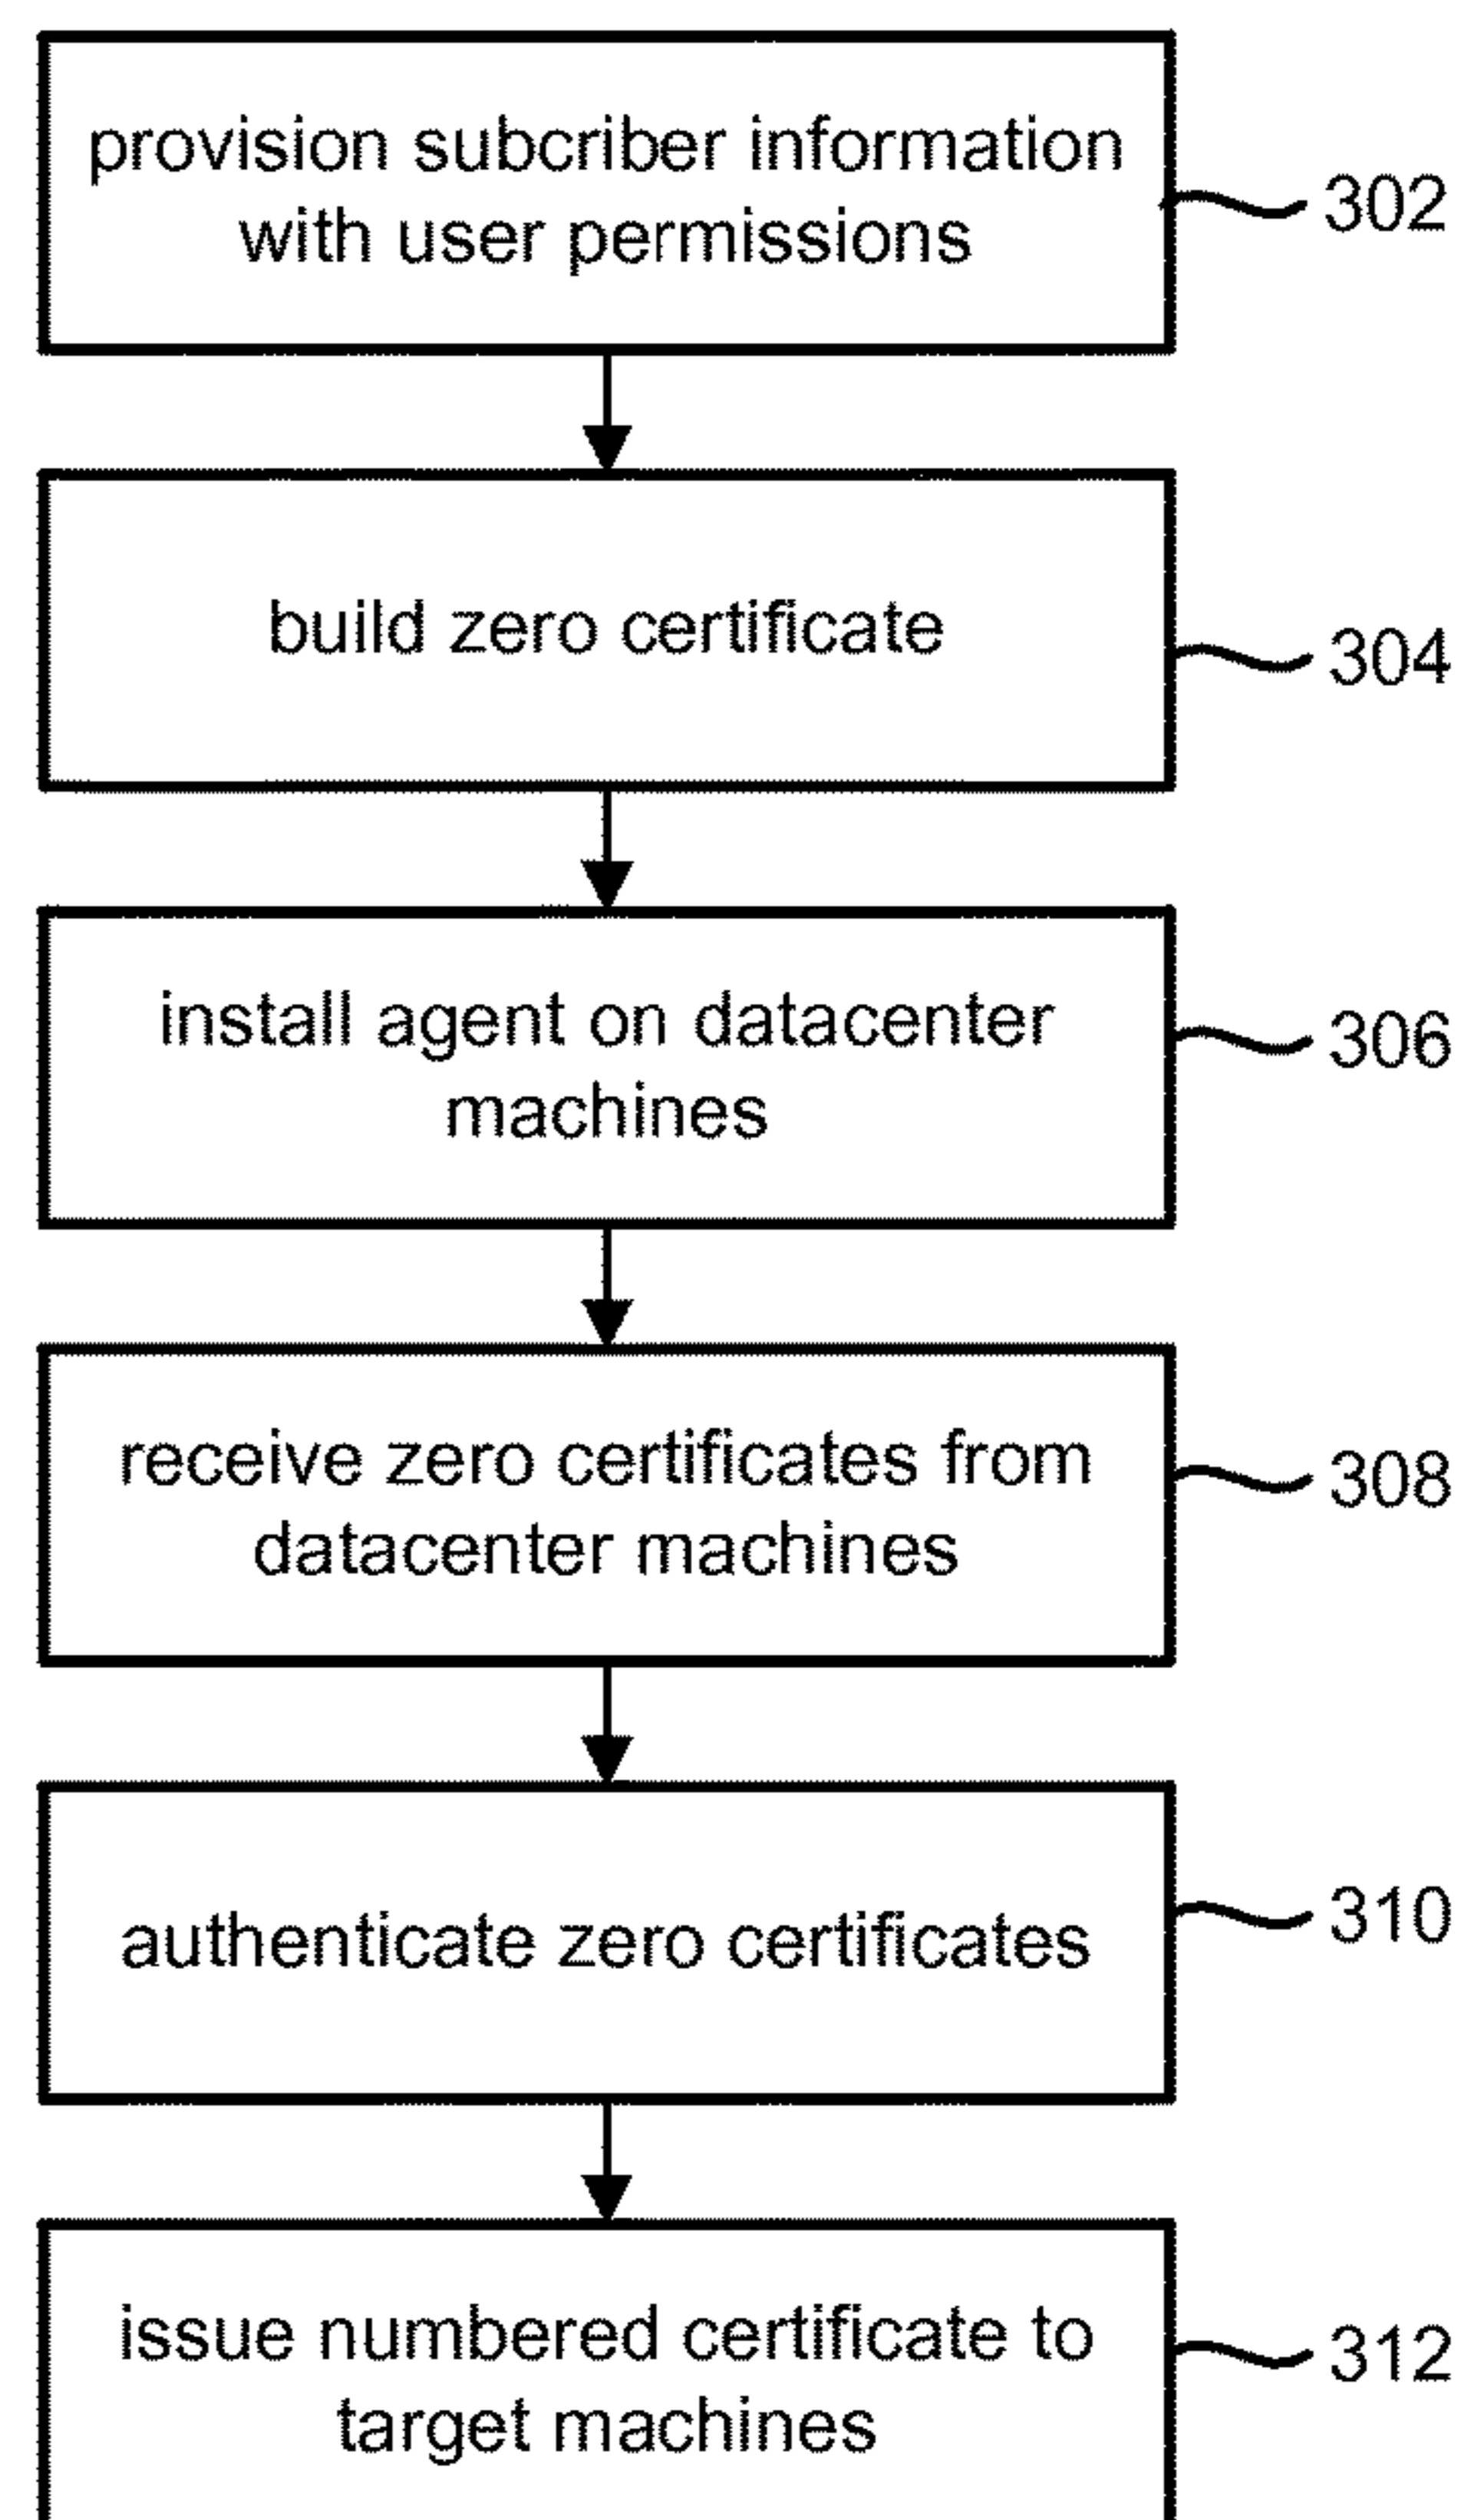 provision subcriber information
with user permissions
302
build zero certificate
304
install agent on datacenter
machines
306
receive zero certificates from
datacenter machines
308
authenticate zero certificates
310
issue numbered certificate to
target machines
312